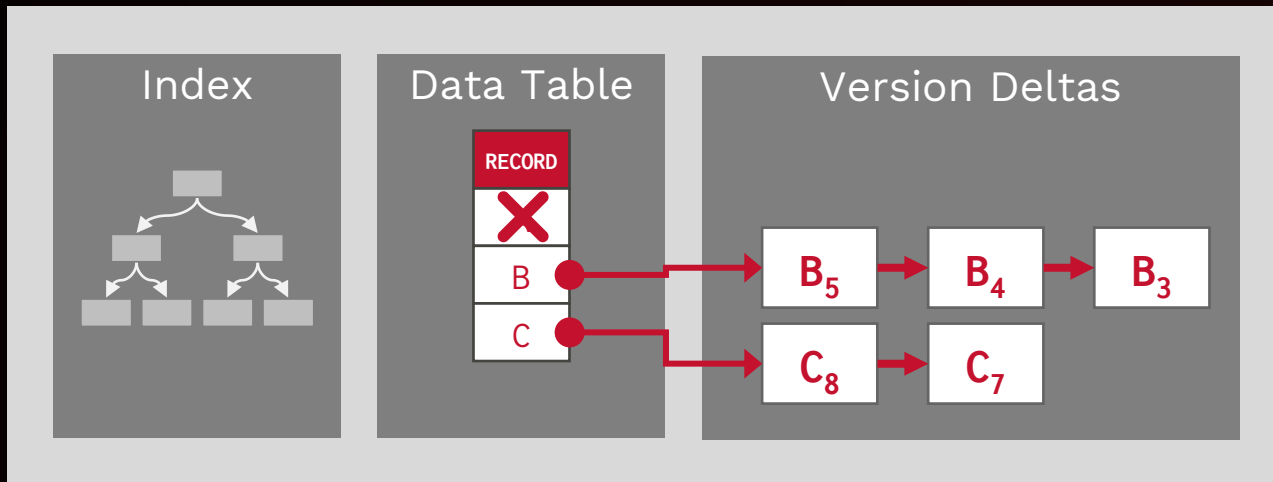 Index
Data Table
Version Deltas
RECORD
B
B₅
B₄
B₃
C
C₈
C₇